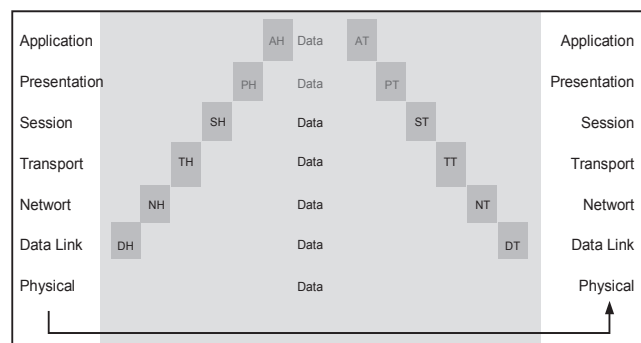 Application AH Data AT Application
Presentation PH Data PT Presentation
Session SH Data ST Session
Transport TH Data TT Transport
Networt NH Data NT Networt
Data Link DH Data DT Data Link
Physical Data Physical